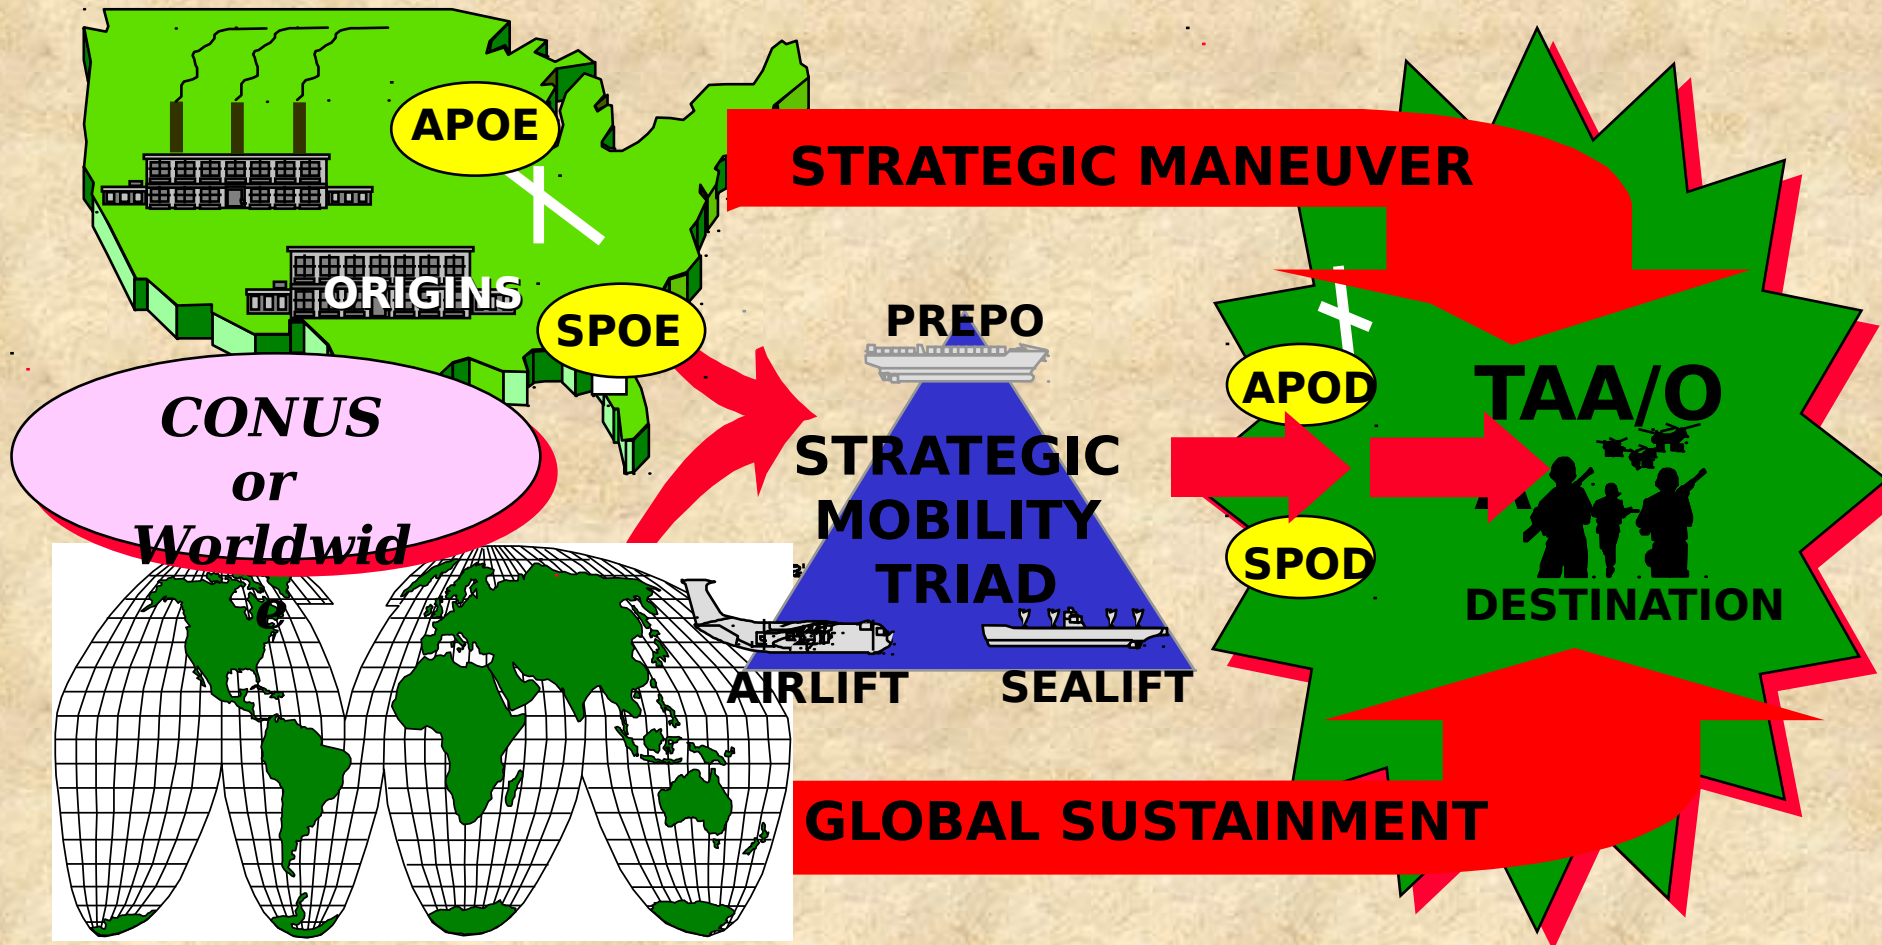 APOE
STRATEGIC MANEUVER
ORIGINS
SPOE
PREPO
CONUS
or
Worldwid
e
STRATEGIC
MOBILITY
TRIAD
AIRLIFT
SEALIFT
APOD
SPOD
TAA/O
A
DESTINATION
GLOBAL SUSTAINMENT